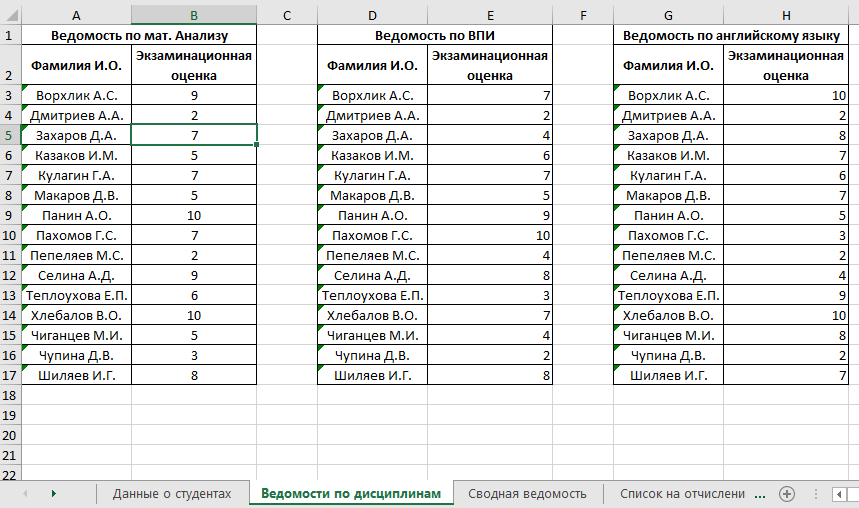 A B C D E F G H
1 Ведомость по мат. Анализу Ведомость по ВПИ Ведомость по английскому языку
Экзаминационная Экзаминационная Экзаминационная
2 Фамилия И.О. оценка Фамилия И.О. оценка Фамилия И.О. оценка
3 Ворхлик А.С. 9 Ворхлик А.С. 7 Ворхлик А.С. 10
4 Дмитриев А.А. 2 Дмитриев А.А. 2 Дмитриев А.А. 2
5 Захаров Д.А. 7 Захаров Д.А. 4 Захаров Д.А. 8
6 Казаков И.М. 5 Казаков И.М. 6 Казаков И.М. 7
7 Кулагин Г.А. 7 Кулагин Г.А. 7 Кулагин Г.А. 6
8 Макаров Д.В. 5 Макаров Д.В. 5 Макаров Д.В. 7
9 Панин А.О. 10 Панин А.О. 9 Панин А.О. 5
10 Пахомов Г.С. 7 Пахомов Г.С. 10 Пахомов Г.С. 3
11 Пепеляев М.С. 2 Пепеляев М.С. 4 Пепеляев М.С. 2
12 Селина А.Д. 9 Селина А.Д. 8 Селина А.Д. 4
13 Теплоухова Е.П. 6 Теплоухова Е.П. 3 Теплоухова Е.П. 9
14 Хлебалов В.О. 10 Хлебалов В.О. 7 Хлебалов В.О. 10
15 Чиганцев М.И. 5 Чиганцев М.И. 4 Чиганцев М.И. 8
16 Чупина Д.В. 3 Чупина Д.В. 2 Чупина Д.В. 2
17 Шиляев И.Г. 8 Шиляев И.Г. 8 Шиляев И.Г. 7
18
19
20
21
22
Данные о студентах Ведомости по дисциплинам Сводная ведомость Список на отчислени ...